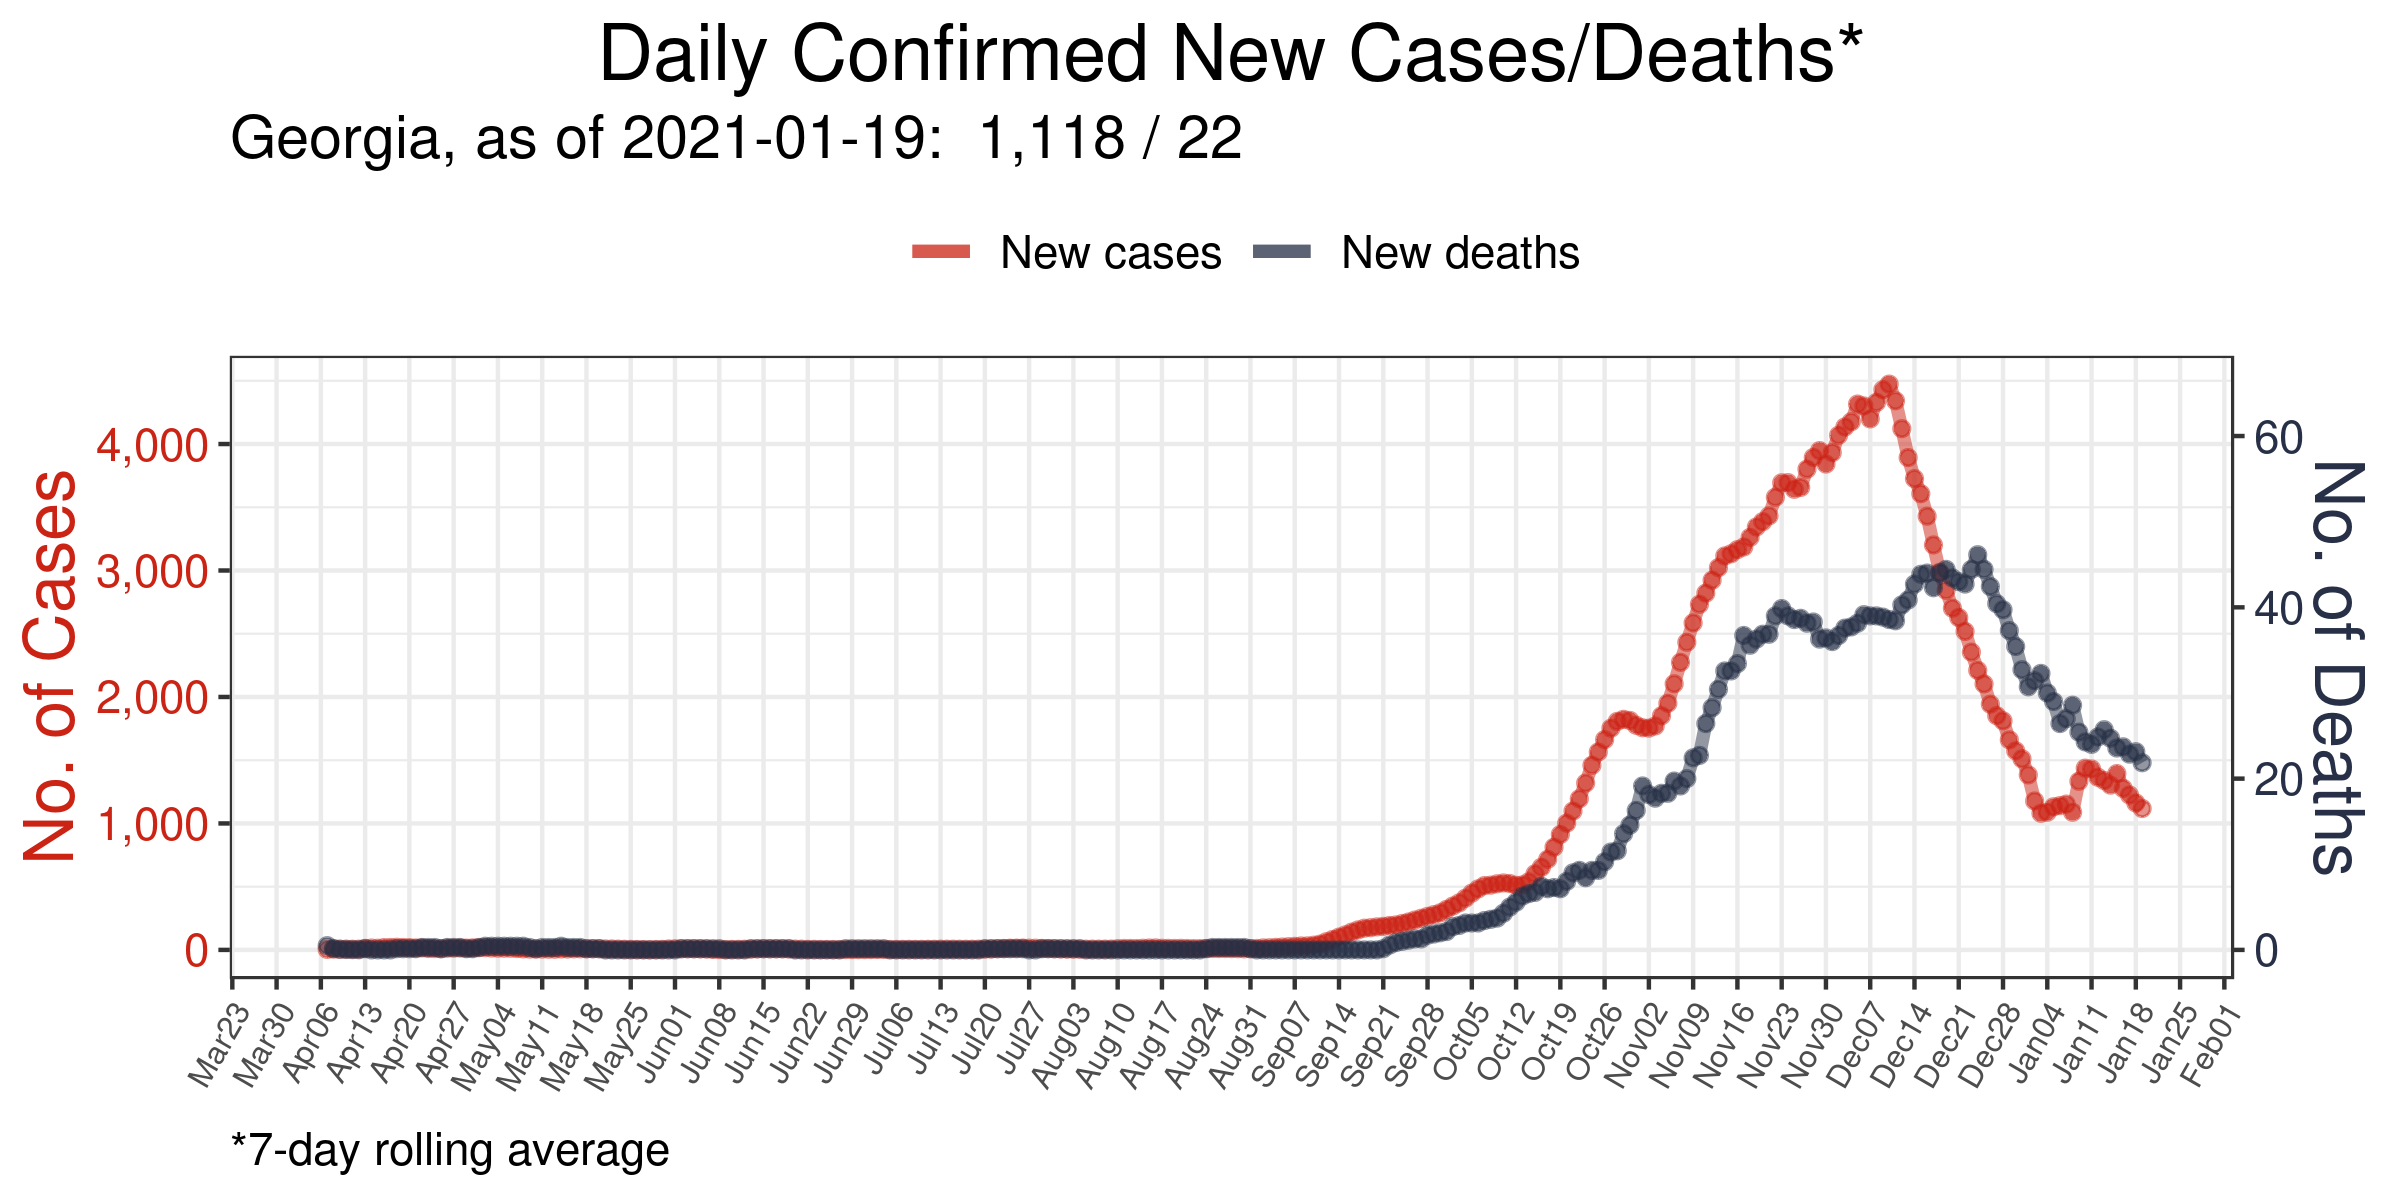 Daily Confirmed New Cases/Deaths*
Georgia, as of 2021-01-19:  1,118 / 22
New cases
New deaths
No. of Cases
4,000
3,000
2,000
1,000
0
60
40
20
0
No. of Deaths
Mar23
Mar30
Apr06
Apr13
Apr20
Apr27
May04
May11
May18
May25
Jun01
Jun08
Jun15
Jun22
Jun29
Jul06
Jul13
Jul20
Jul27
Aug03
Aug10
Aug17
Aug24
Aug31
Sep07
Sep14
Sep21
Sep28
Oct05
Oct12
Oct19
Oct26
Nov02
Nov09
Nov16
Nov23
Nov30
Dec07
Dec14
Dec21
Dec28
Jan04
Jan11
Jan18
Jan25
Feb01
*7-day rolling average